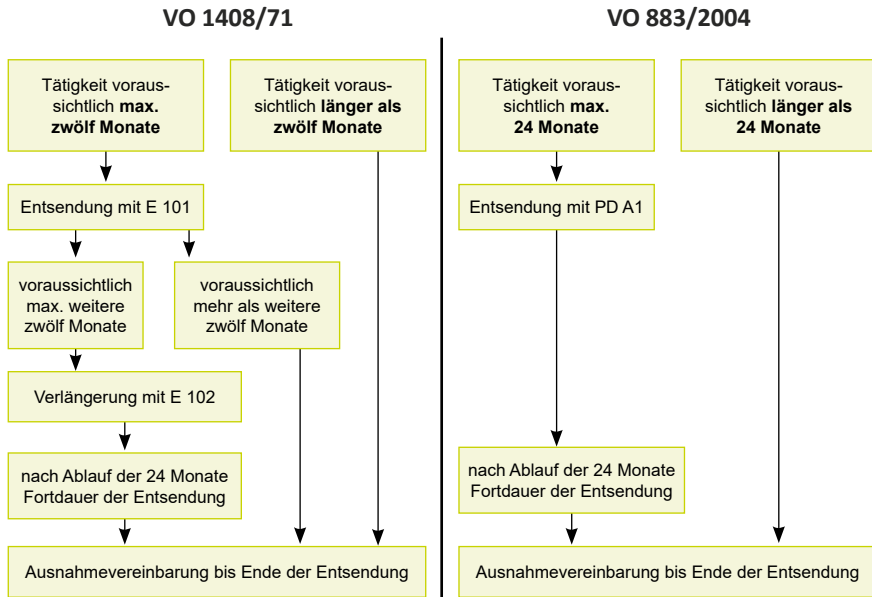 VO 1408/71
Tätigkeit voraus-
sichtlich max.
zwölf Monate
Tätigkeit voraus-
sichtlich länger als
zwölf Monate
Entsendung mit E 101
voraussichtlich
max. weitere
zwölf Monate
voraussichtlich
mehr als weitere
zwölf Monate
Verlängerung mit E 102
nach Ablauf der 24 Monate
Fortdauer der Entsendung
Ausnahmevereinbarung bis Ende der Entsendung
VO 883/2004
Tätigkeit voraus-
sichtlich max.
24 Monate
Tätigkeit voraus-
sichtlich länger als
24 Monate
Entsendung mit PD A1
nach Ablauf der 24 Monate
Fortdauer der Entsendung
Ausnahmevereinbarung bis Ende der Entsendung